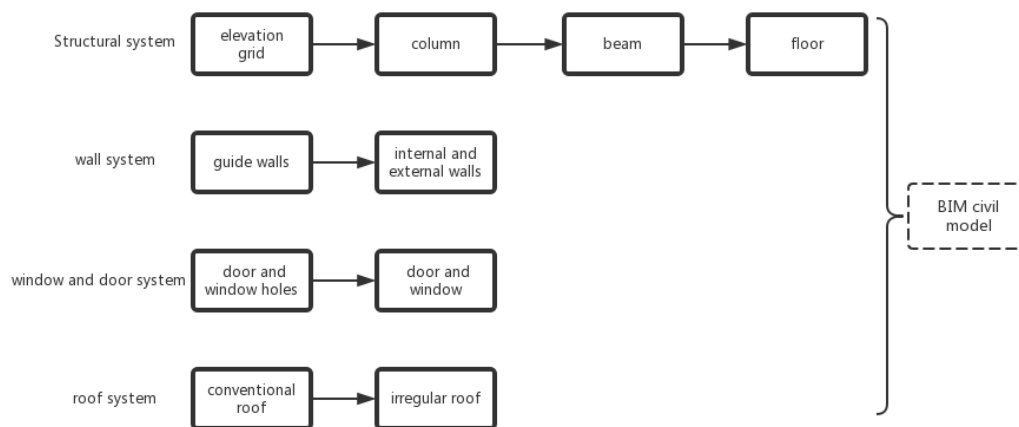 Structural system
elevation
grid
column
beam
floor
wall system
guide walls
internal and
external walls
window and door system
door and
window holes
door and
window
roof system
conventional
roof
irregular roof
BIM civil
model